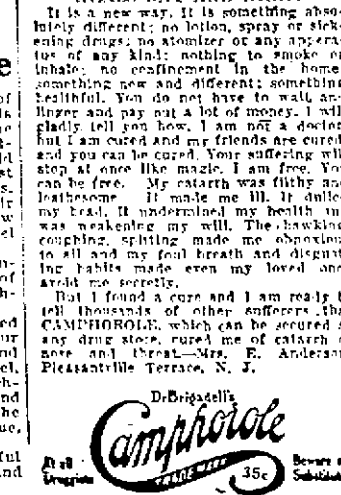 It is a new way. It is something abso-
lutely different; no lotion, spray or sick-
ening drugs; no atomizer or any appara-
tus of any kind; nothing to smoke or
inhale; no confinement in the home
something new and different; something
healthful. You do not have to wait, and
linger and pay out a lot of money. I will
gladly tell you how. I am not a doctor
but I am cured and my friends are cured
and you can be cured. Your suffering wil
stop at once like magic. I am free. You
can be free. My catarrh was filthy and
loathesome. It made me ill. It dulled
my head. It undermined my health an
was weakening my will. The hawking
coughing, spitting made me obnoxious
to all and my foul breath and disgust
ing habits made even my loved ones
avoid me secretly.
But I found a cure and I am ready t
tell thousands of other sufferers tha
CAMPHOROLE, which can be secured a
any drug store, cured me of catarrh o
nose and throat.—Mrs. E. Anderson
Pleasantville Terrace, N. J.
Dr Brigadell's
Camphorole
TRADE MARK
35c
At all
Druggists
Beware o
Substitut